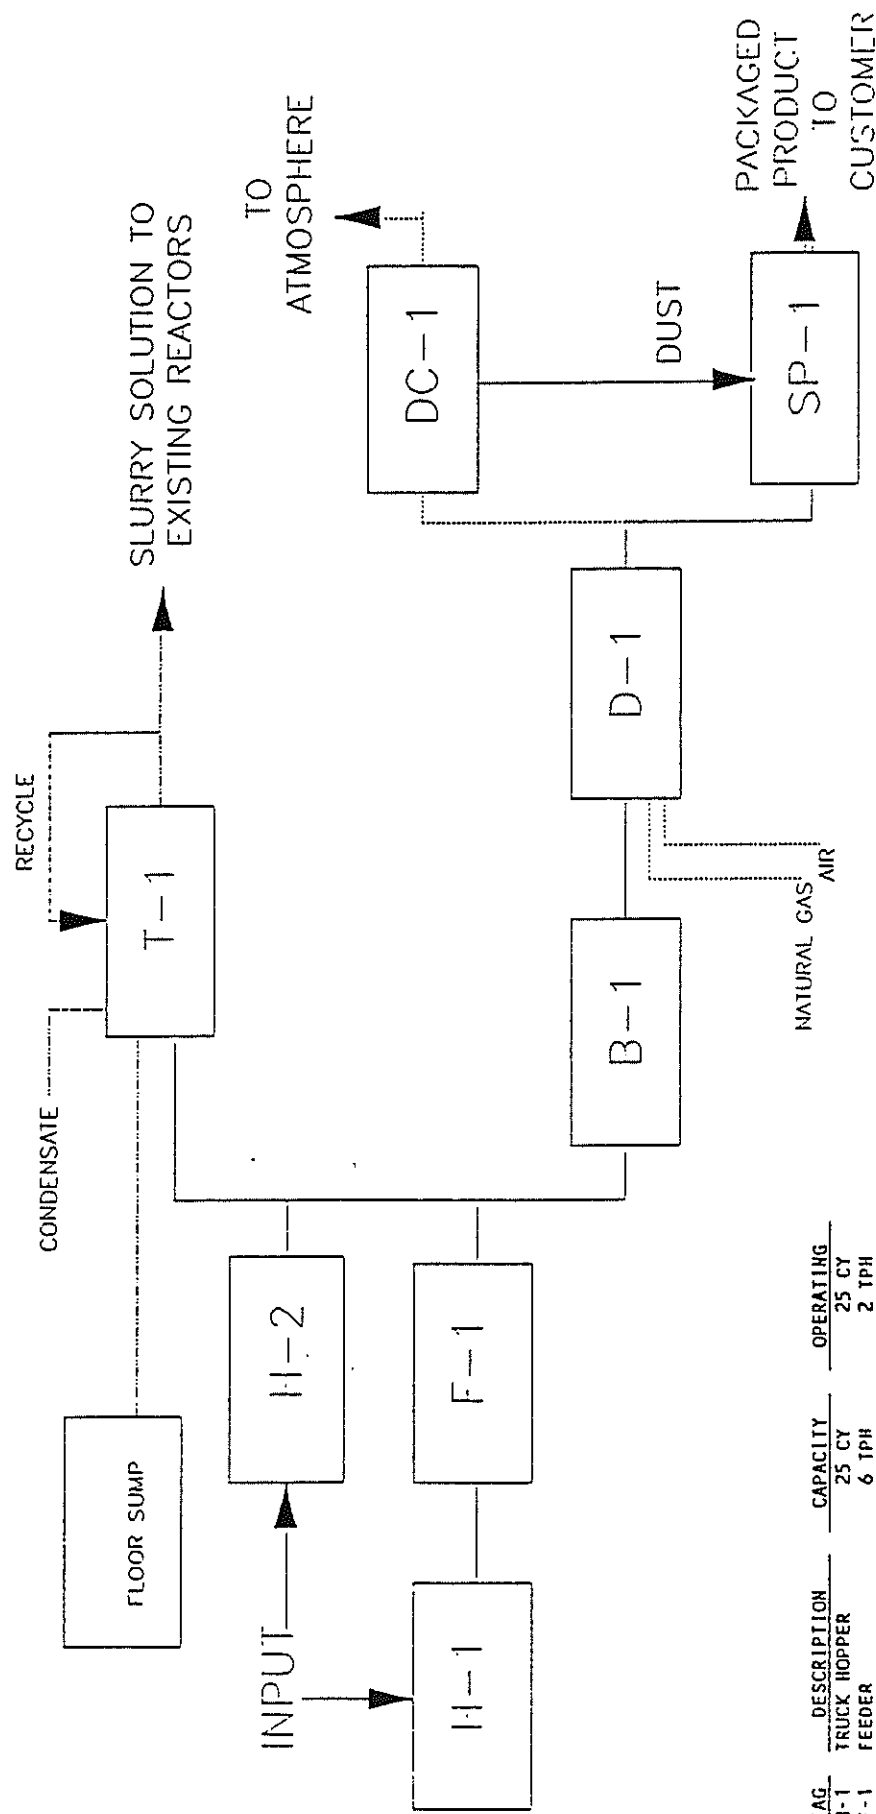 CONDENSATE
RECYCLE
FLOOR SUMP
T-1
SLURRY SOLUTION TO
EXISTING REACTORS
INPUT
H-2
TO
ATMOSPHERE
H-1
F-1
DC-1
DUST
B-1
D-1
SP-1
PACKAGED
PRODUCT
TO
CUSTOMER
NATURAL GAS
AIR
DESCRIPTION CAPACITY OPERATING
TRUCK HOPPER 25 CY 25 CY
FEEDER 6 TPH 2 TPH